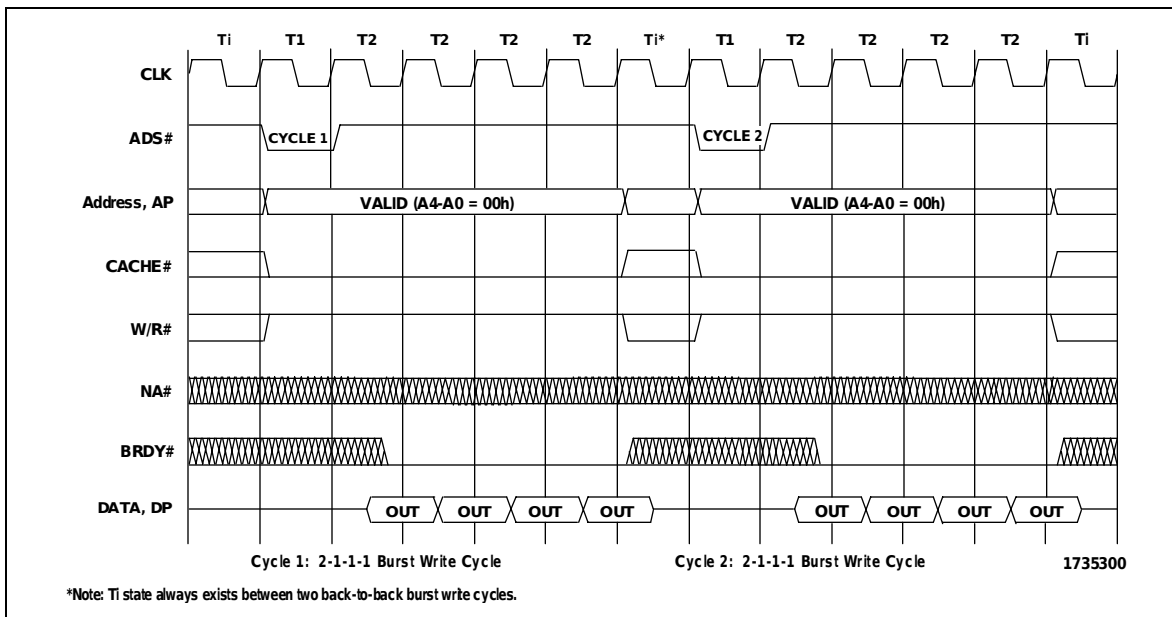 Ti T1 T2 T2 T2 T2 Ti* T1 T2 T2 T2 T2 Ti
CLK
ADS# CYCLE 1 CYCLE 2
Address, AP VALID (A4-A0 = 00h) VALID (A4-A0 = 00h)
CACHE#
W/R#
NA#
BRDY#
DATA, DP OUT OUT OUT OUT OUT OUT OUT OUT
Cycle 1: 2-1-1-1 Burst Write Cycle Cycle 2: 2-1-1-1 Burst Write Cycle 1735300
*Note: Ti state always exists between two back-to-back burst write cycles.